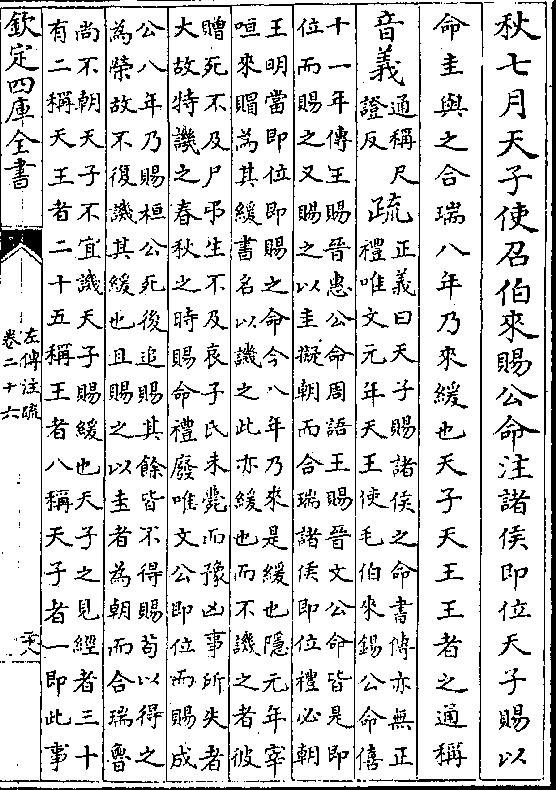 秋七月天子使召伯來賜公命注諸侯即位天子賜以
命圭與之合瑞八年乃來緩也天子天王王者之通稱
音義通稱尺
證反疏正義曰天子賜諸侯之命書傳亦無正
禮唯文元年天王使毛伯來錫公命僖
十一年傳王賜晉惠公命周語王賜晉文公命皆是即
位而賜之又賜之以圭擬朝而合瑞諸侯即位禮必朝
王明當即位即賜之命今八年乃來是緩也隱元年宰
咺來賵為其緩書名以譏之此亦緩也而不譏之者彼
贈死不及尸弔生不及哀子氏未薨而豫凶事所失者
大故特譏之春秋之時賜命禮廢唯文公即位而賜成
公八年乃賜桓公死後追賜其餘皆不得賜苟以得之
為榮故不復譏其緩也且賜之以圭者為朝而合瑞魯
尚不朝天子不宜譏天子賜緩也天子之見經者三十
有二稱天王者二十五稱王者八稱天子者一即此事
欽定四庫全書
左傳注疏
卷二十六